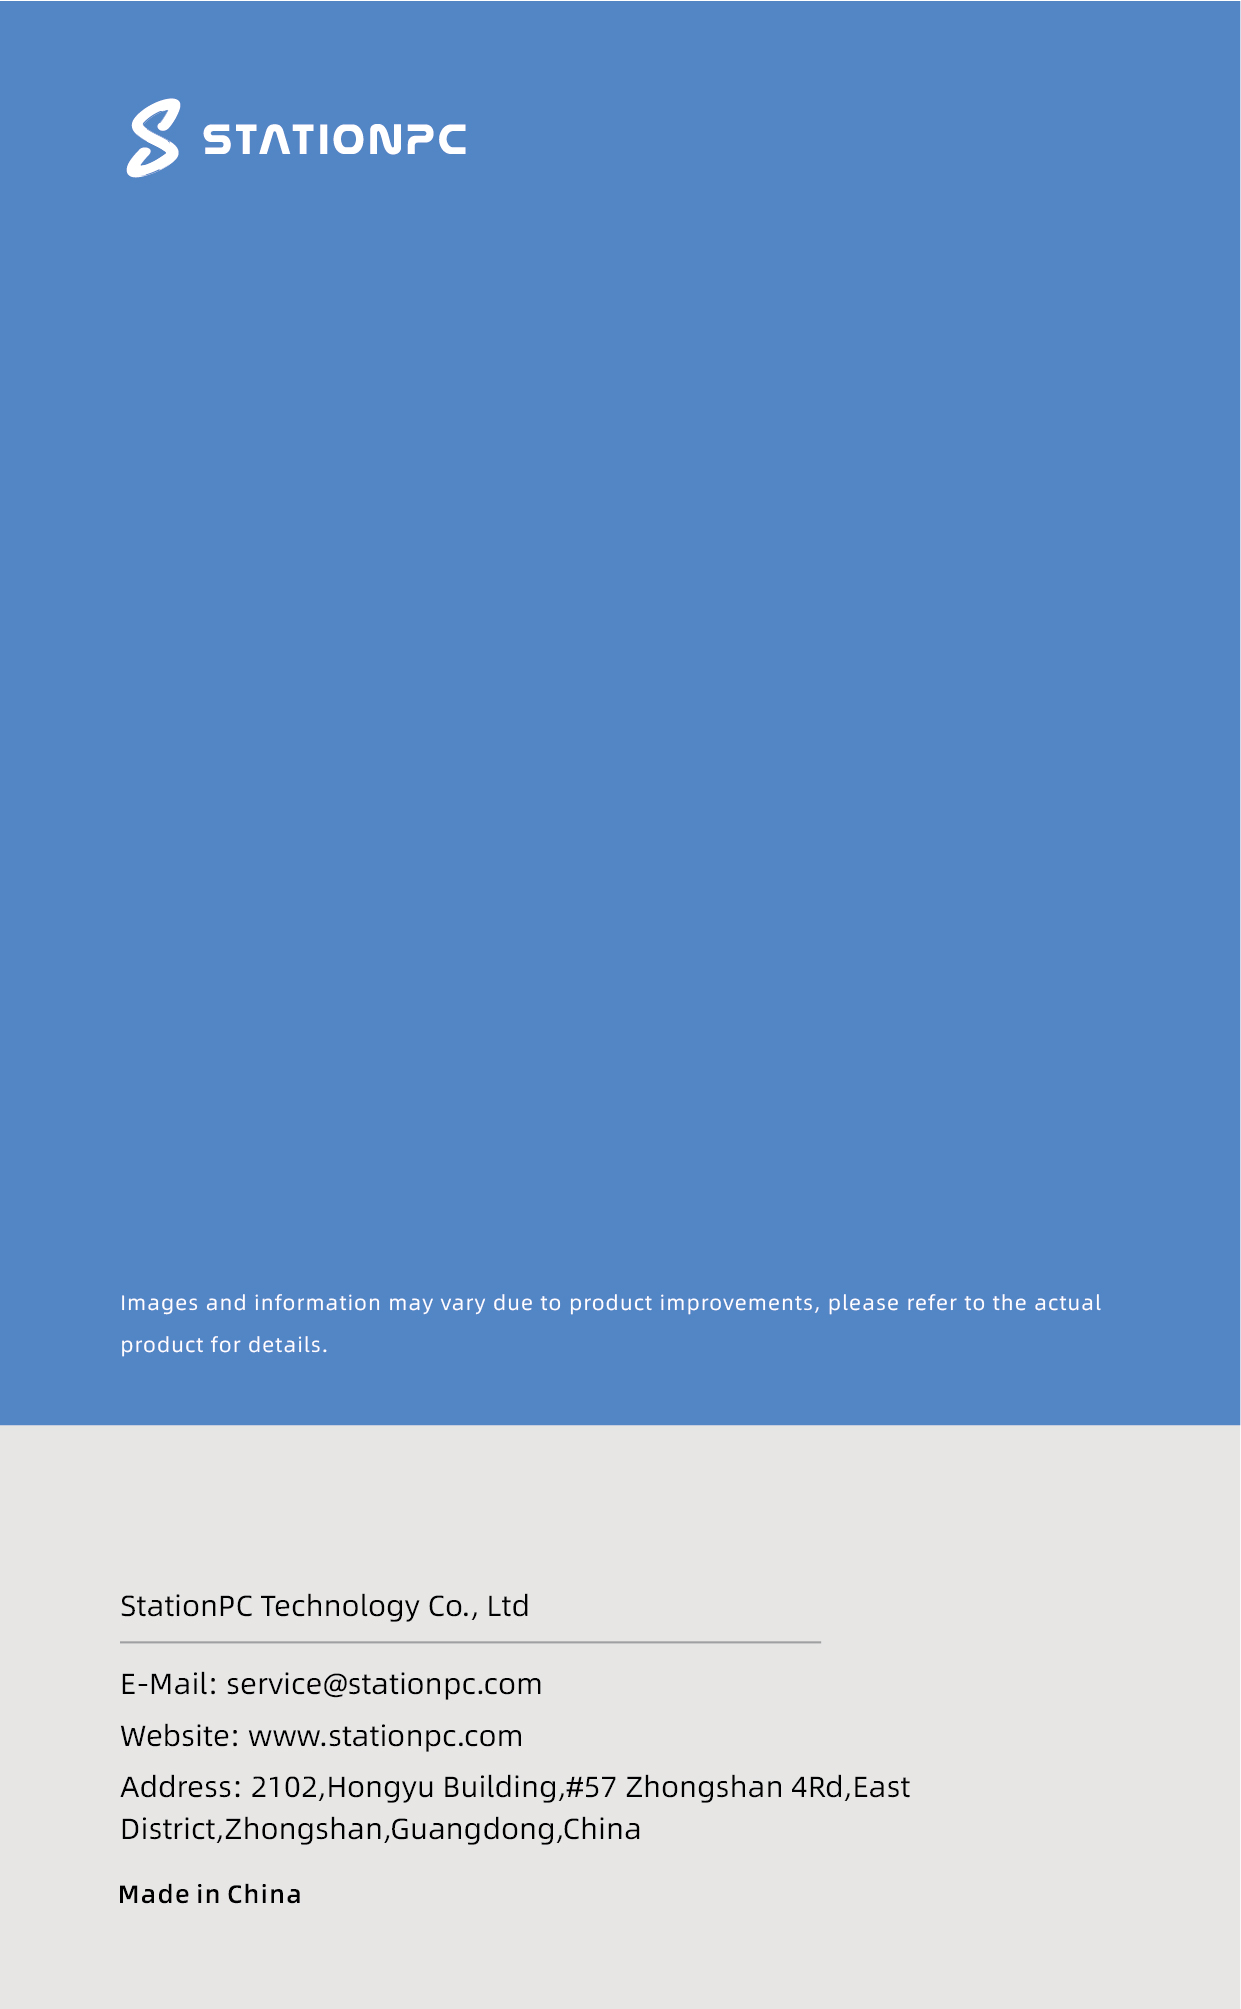 STATIONPC
Images and information may vary due to product improvements, please refer to the actual
product for details.
StationPC Technology Co., Ltd
E-Mail: service@stationpc.com
Website: www.stationpc.com
Address: 2102,Hongyu Building,#57 Zhongshan 4Rd,East
District,Zhongshan,Guangdong,China
Made in China